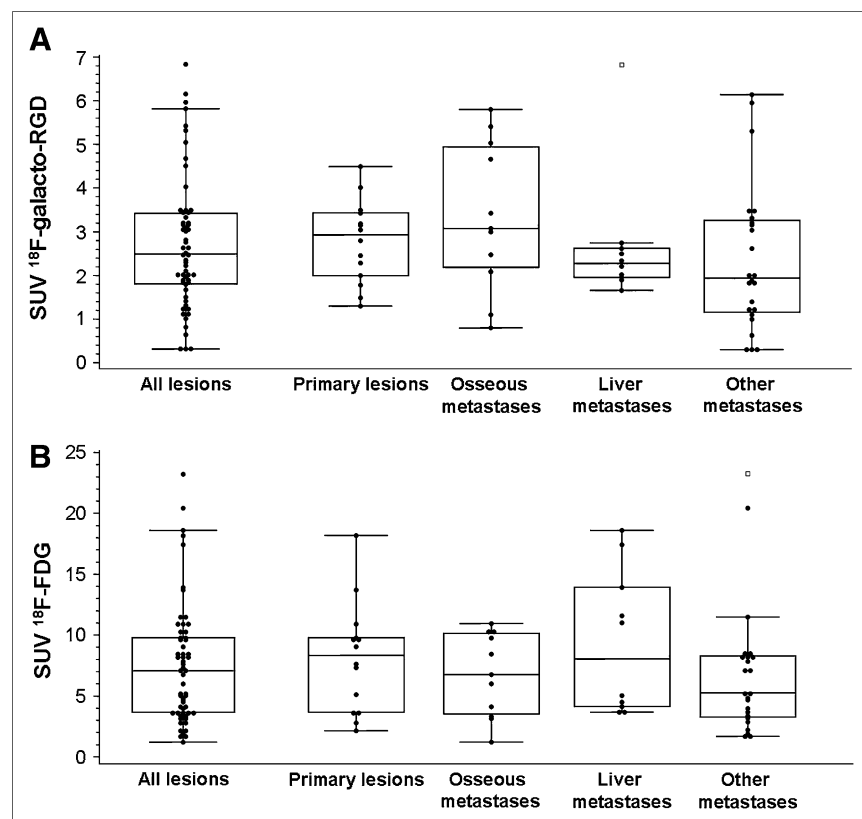 A
SUV 18F-galacto-RGD
7
6
5
4
3
2
1
0
All lesions
Primary lesions
Osseous
metastases
Liver
metastases
Other
metastases
B
SUV 18F-FDG
25
20
15
10
5
0
All lesions
Primary lesions
Osseous
metastases
Liver
metastases
Other
metastases